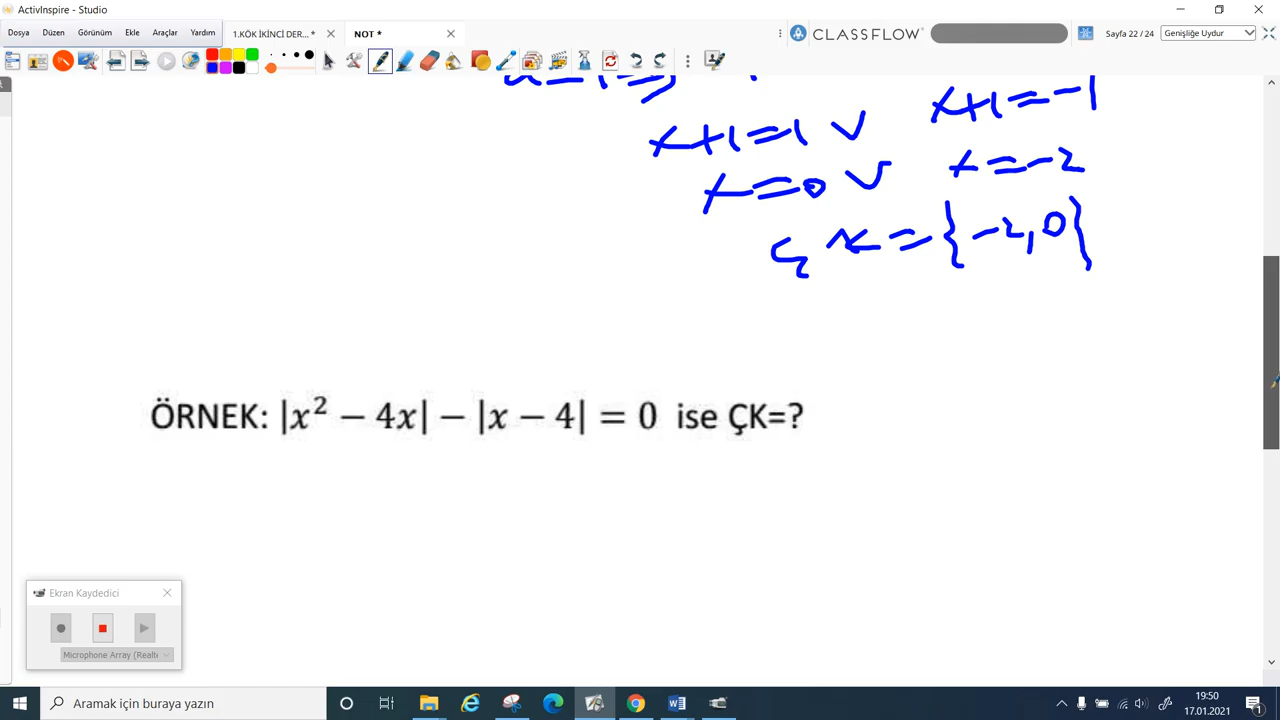 ActivInspire - Studio
Dosya Düzen Görünüm Ekle Araçlar Yardım
1.KÖK İKİNCİ DER... *
NOT *
CLASSFLOW
Sayfa 22 / 24
Genişliğe Uydur
x+1=1 ∨ x+1=-1
x=0 ∨ x=-2
ÇK={-2,0}
ÖRNEK: |x² − 4x| − |x − 4| = 0 ise ÇK=?
Ekran Kaydedici
Microphone Array (Realte
Aramak için buraya yazın
19:50
17.01.2021
1